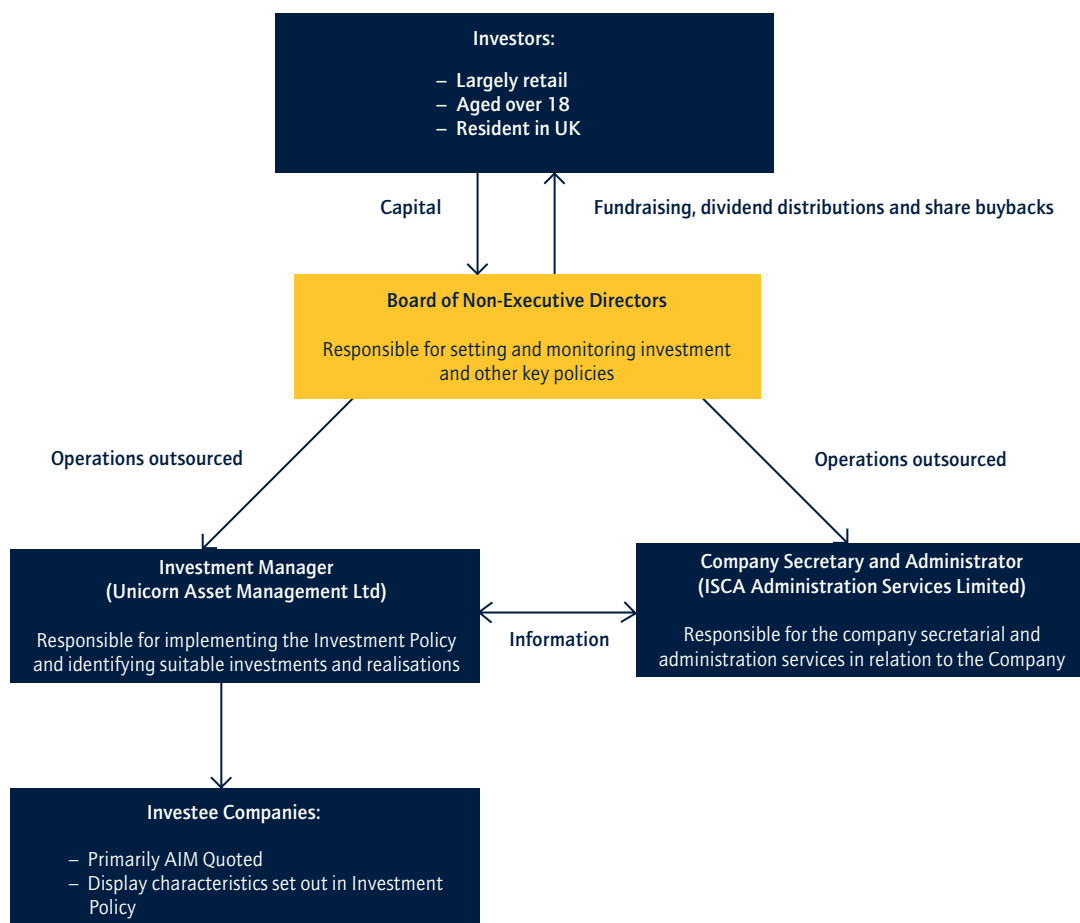 Investors:
– Largely retail
– Aged over 18
– Resident in UK
Capital
Fundraising, dividend distributions and share buybacks
Board of Non-Executive Directors
Responsible for setting and monitoring investment
and other key policies
Operations outsourced
Operations outsourced
Investment Manager
(Unicorn Asset Management Ltd)
Responsible for implementing the Investment Policy
and identifying suitable investments and realisations
Information
Company Secretary and Administrator
(ISCA Administration Services Limited)
Responsible for the company secretarial and
administration services in relation to the Company
Investee Companies:
– Primarily AIM Quoted
– Display characteristics set out in Investment
Policy